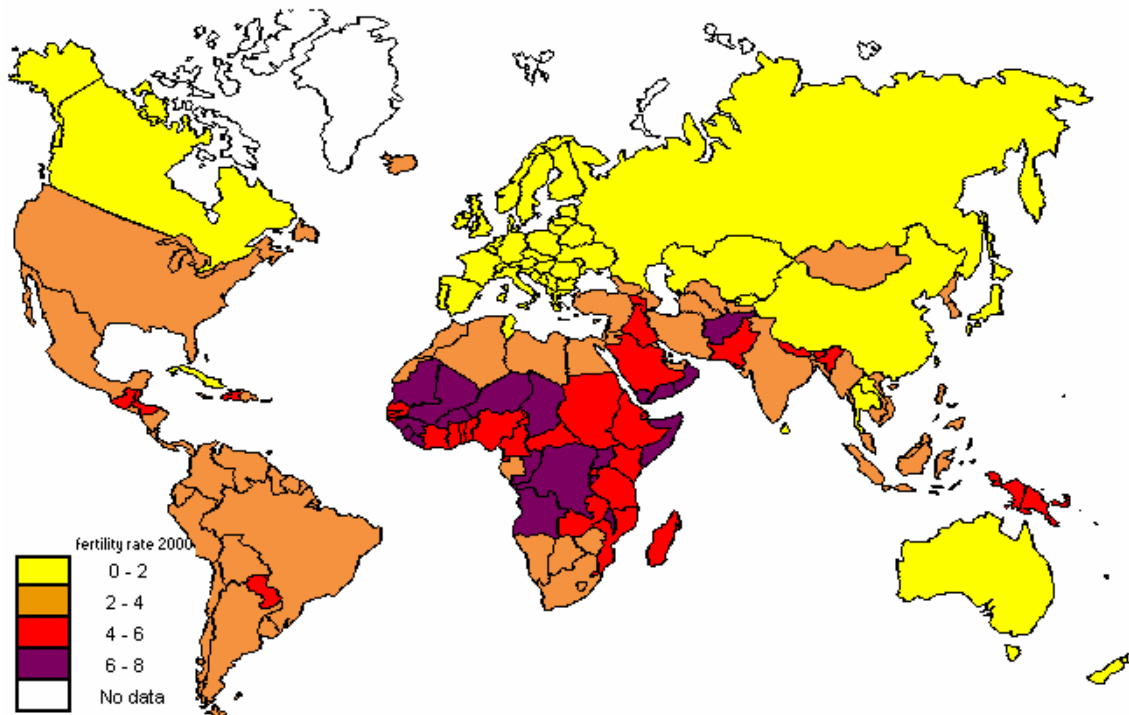 fertility rate 2000
0 - 2
2 - 4
4 - 6
6 - 8
No data